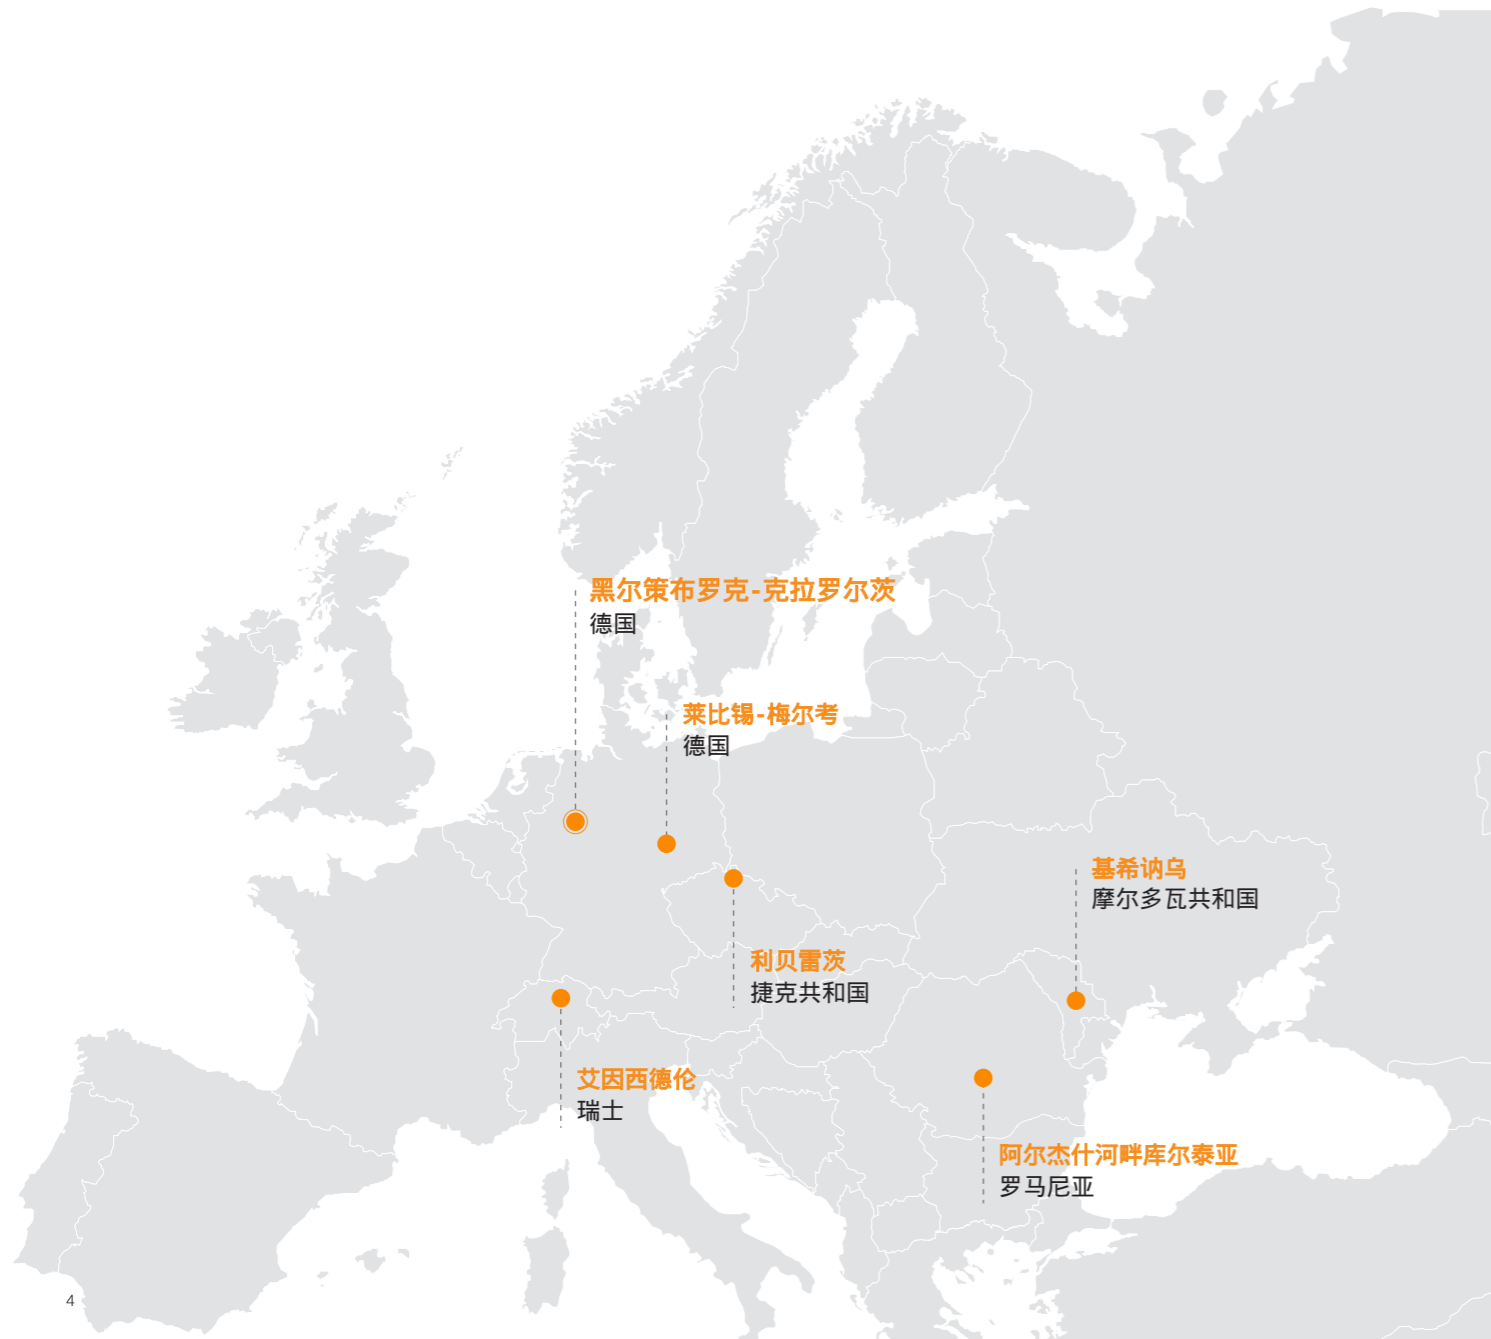 黑尔策布罗克-克拉罗尔茨
德国
莱比锡-梅尔考
德国
基希讷乌
摩尔多瓦共和国
利贝雷茨
捷克共和国
艾因西德伦
瑞士
阿尔杰什河畔库尔泰亚
罗马尼亚
4